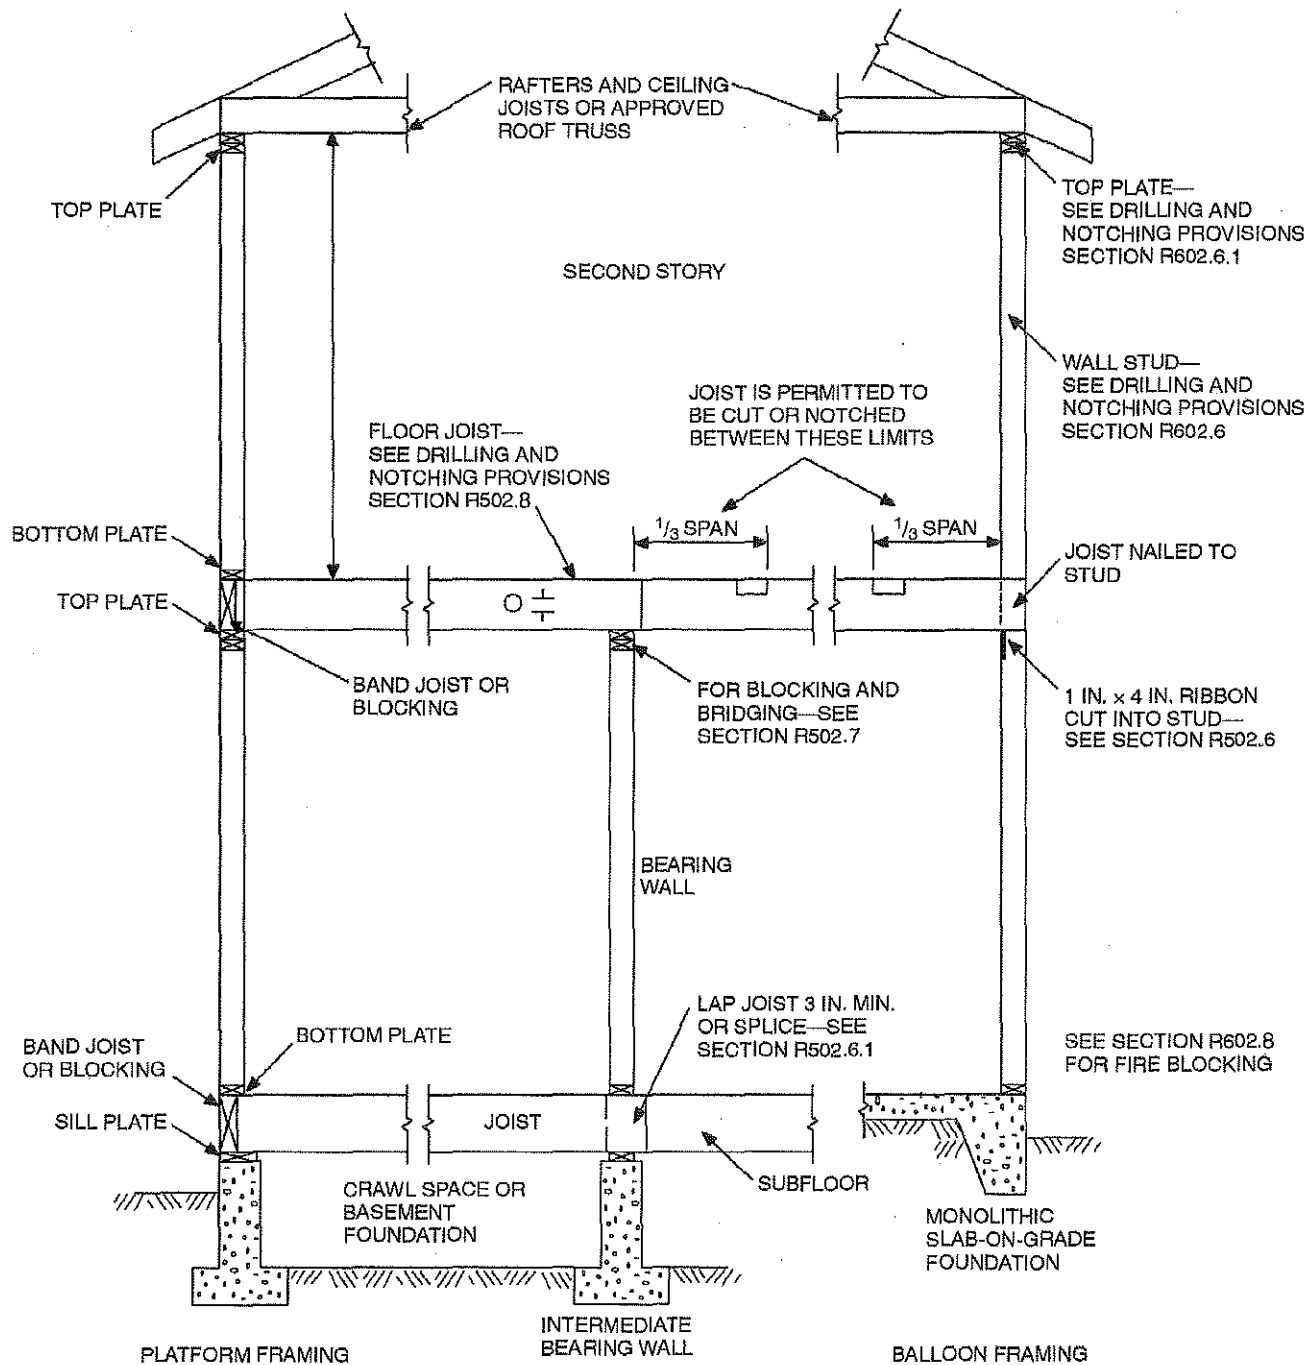 RAFTERS AND CEILING
JOISTS OR APPROVED
ROOF TRUSS
TOP PLATE
TOP PLATE—
SEE DRILLING AND
NOTCHING PROVISIONS
SECTION R602.6.1
SECOND STORY
WALL STUD—
SEE DRILLING AND
NOTCHING PROVISIONS
SECTION R602.6
JOIST IS PERMITTED TO
BE CUT OR NOTCHED
BETWEEN THESE LIMITS
FLOOR JOIST—
SEE DRILLING AND
NOTCHING PROVISIONS
SECTION R502.8
1/3 SPAN
1/3 SPAN
BOTTOM PLATE
JOIST NAILED TO
STUD
TOP PLATE
BAND JOIST OR
BLOCKING
FOR BLOCKING AND
BRIDGING—SEE
SECTION R502.7
1 IN. x 4 IN. RIBBON
CUT INTO STUD—
SEE SECTION R502.6
BEARING
WALL
LAP JOIST 3 IN. MIN.
OR SPLICE—SEE
SECTION R502.6.1
BOTTOM PLATE
BAND JOIST
OR BLOCKING
SEE SECTION R602.8
FOR FIRE BLOCKING
SILL PLATE
JOIST
SUBFLOOR
CRAWL SPACE OR
BASEMENT
FOUNDATION
MONOLITHIC
SLAB-ON-GRADE
FOUNDATION
INTERMEDIATE
BEARING WALL
PLATFORM FRAMING
BALLOON FRAMING